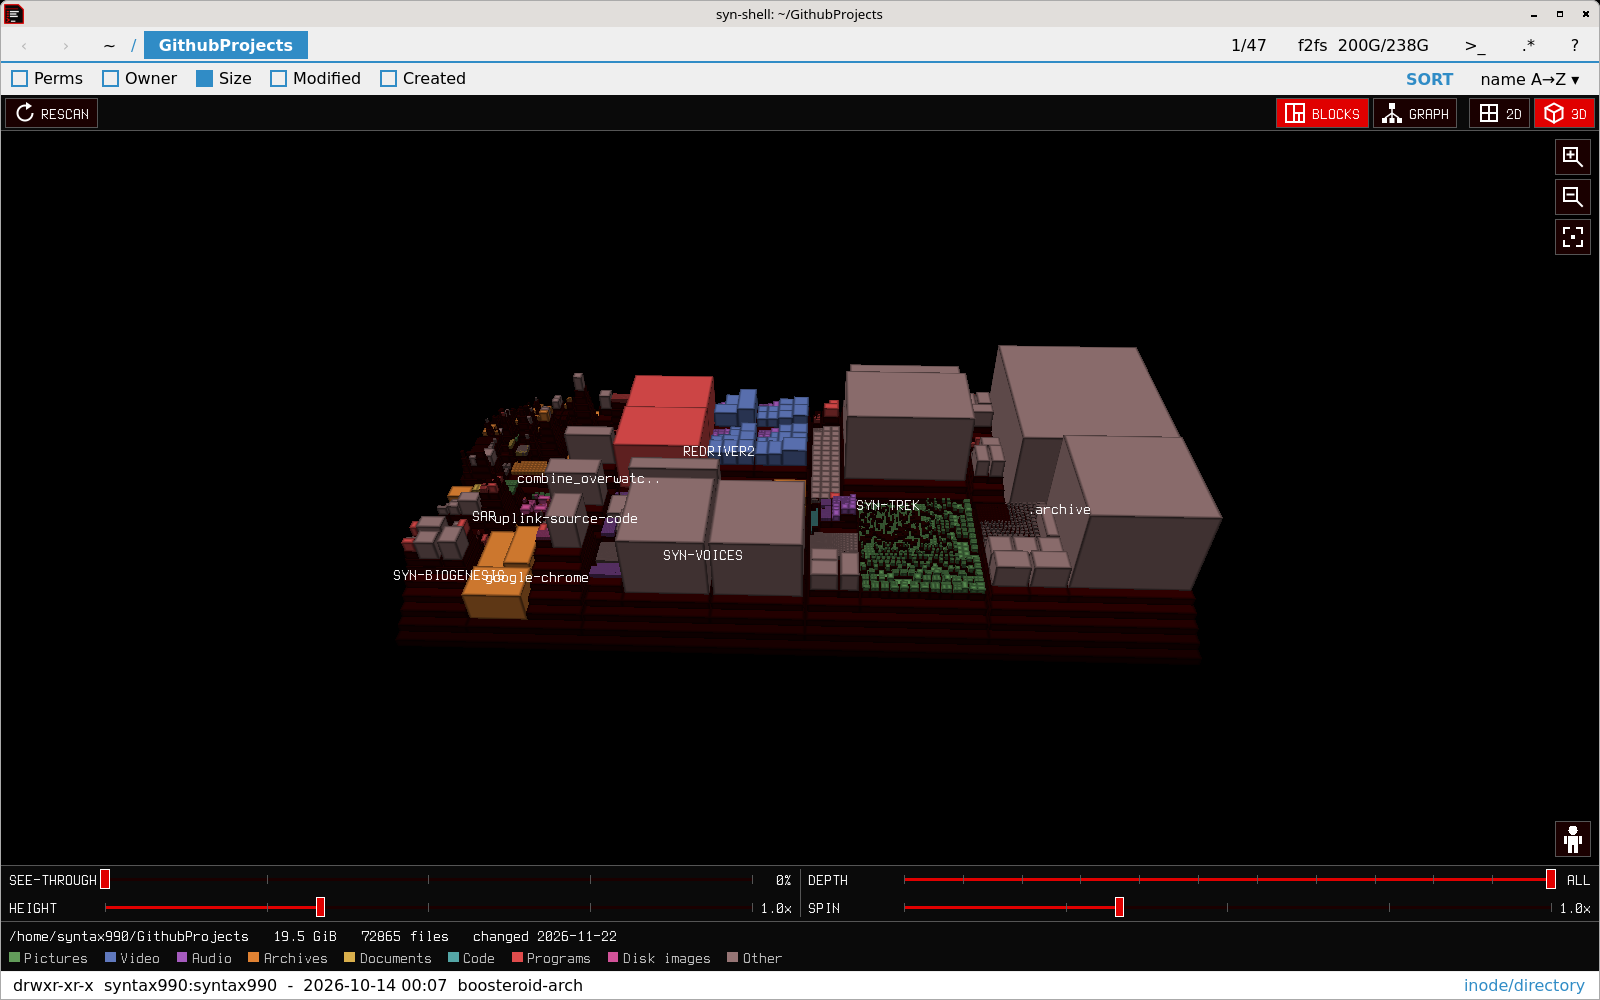 syn-shell: ~/GithubProjects
‹ › ~ / GithubProjects 1/47 f2fs 200G/238G >_ .* ?
Perms Owner Size Modified Created SORT name A→Z ▾
RESCAN BLOCKS GRAPH 2D 3D
REDRIVER2
combine_overwatc..
SYN-TREK
.archive
SAP
uplink-source-code
SYN-VOICES
SYN-BIOGENESIS
google-chrome
SEE-THROUGH 0% DEPTH ALL
HEIGHT 1.0x SPIN 1.0x
/home/syntax990/GithubProjects 19.5 GiB 72865 files changed 2026-11-22
Pictures Video Audio Archives Documents Code Programs Disk images Other
drwxr-xr-x syntax990:syntax990 - 2026-10-14 00:07 boosteroid-arch inode/directory